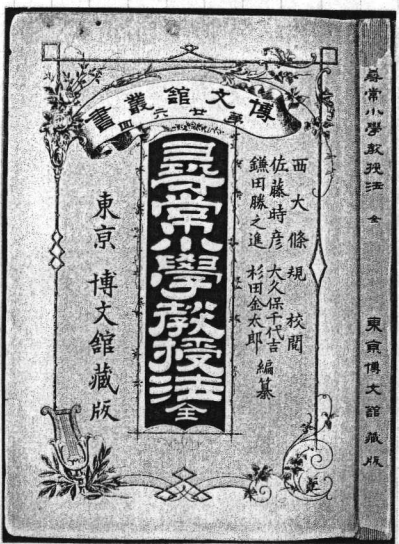 博文館叢書
第廿六
西大條規 校閲
佐藤時彦 大久保千代吉
鎌田勝之進 杉田金太郎 編纂
尋常小學教授法 全
東京 博文館藏版
尋常小學教授法 全 東京博文館藏版